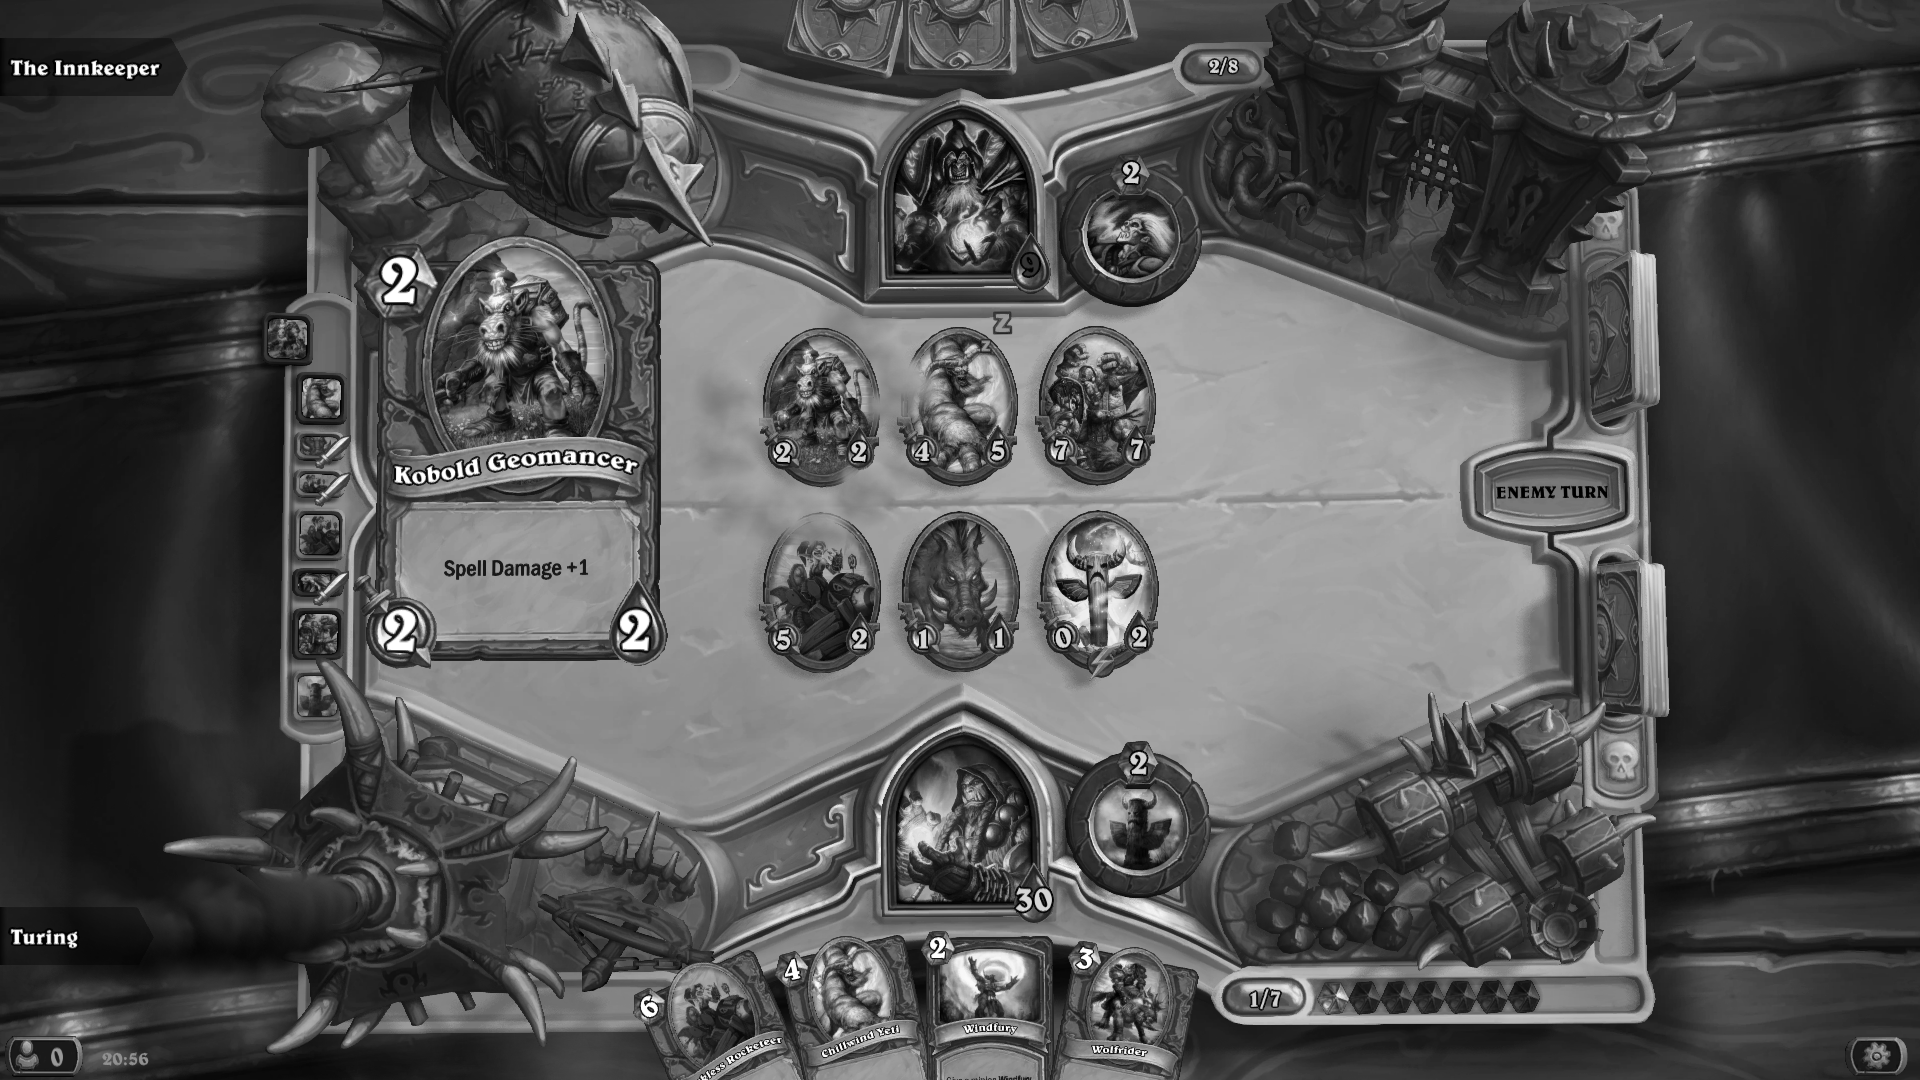 The Innkeeper
2/8
2
9
2
Kobold Geomancer
Spell Damage +1
2
2
z
z
2 2
4 5
7 7
ENEMY TURN
5 2
1 1
0 2
2
30
Turing
6
4
Chillwind Yeti
2
Windfury
3
Wolfrider
1/7
0
20:56